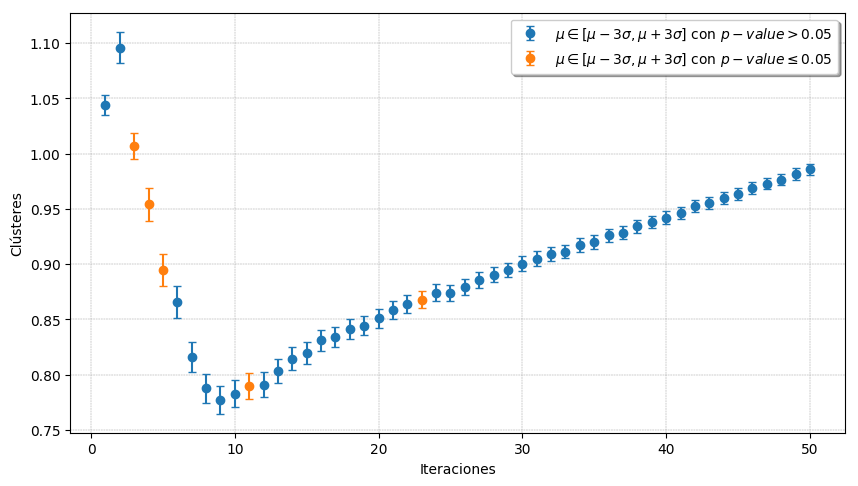 μ ∈ [μ − 3σ, μ + 3σ] con p − value > 0.05
μ ∈ [μ − 3σ, μ + 3σ] con p − value ≤ 0.05
1.10
1.05
1.00
0.95
0.90
0.85
0.80
0.75
Clústeres
0 10 20 30 40 50
Iteraciones